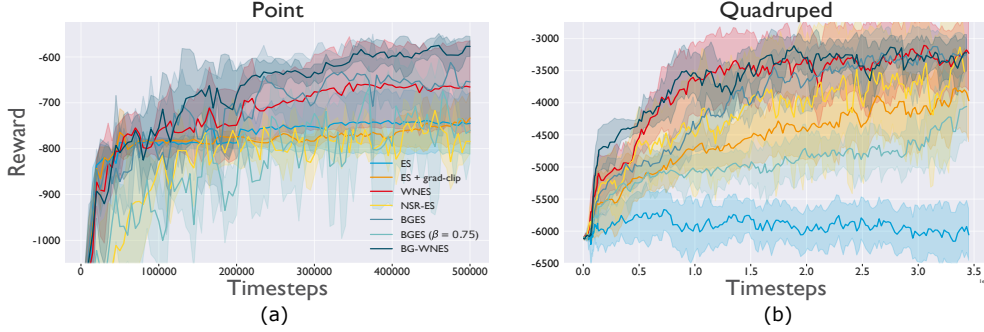 Point
Quadruped
Reward
-600
-700
-800
-900
-1000
ES
ES + grad-clip
WNES
NSR-ES
BGES
BGES (β = 0.75)
BG-WNES
0 100000 200000 300000 400000 500000
Timesteps
(a)
-3000
-3500
-4000
-4500
-5000
-5500
-6000
-6500
0.0 0.5 1.0 1.5 2.0 2.5 3.0 3.5
Timesteps
(b)